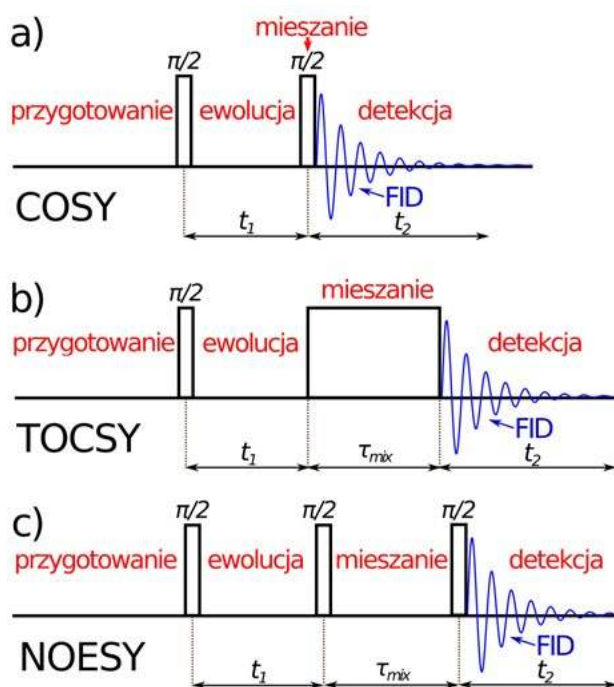 a)
mieszanie
π/2 π/2
przygotowanie ewolucja detekcja
FID
COSY
t1 t2
b)
π/2 mieszanie
przygotowanie ewolucja detekcja
FID
TOCSY
t1 τmix t2
c)
π/2 π/2 π/2
przygotowanie ewolucja mieszanie detekcja
FID
NOESY
t1 τmix t2